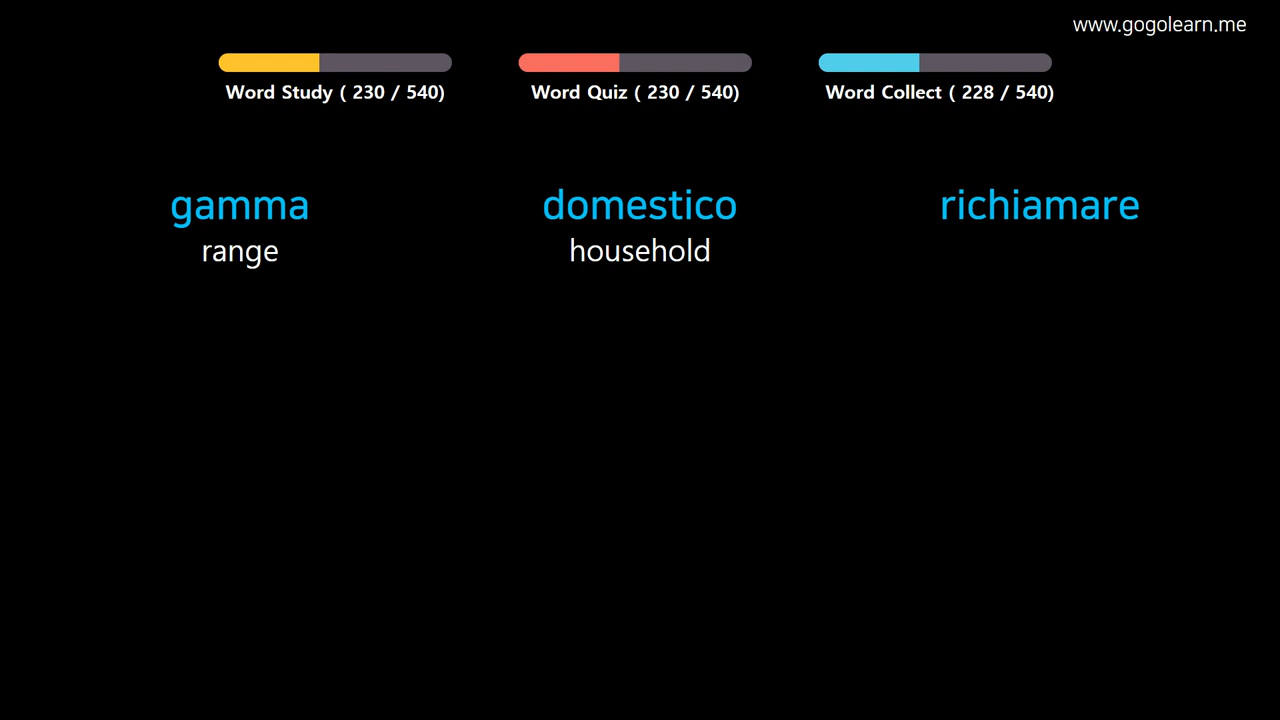 www.gogolearn.me
Word Study ( 230 / 540)
Word Quiz ( 230 / 540)
Word Collect ( 228 / 540)
gamma
range
domestico
household
richiamare